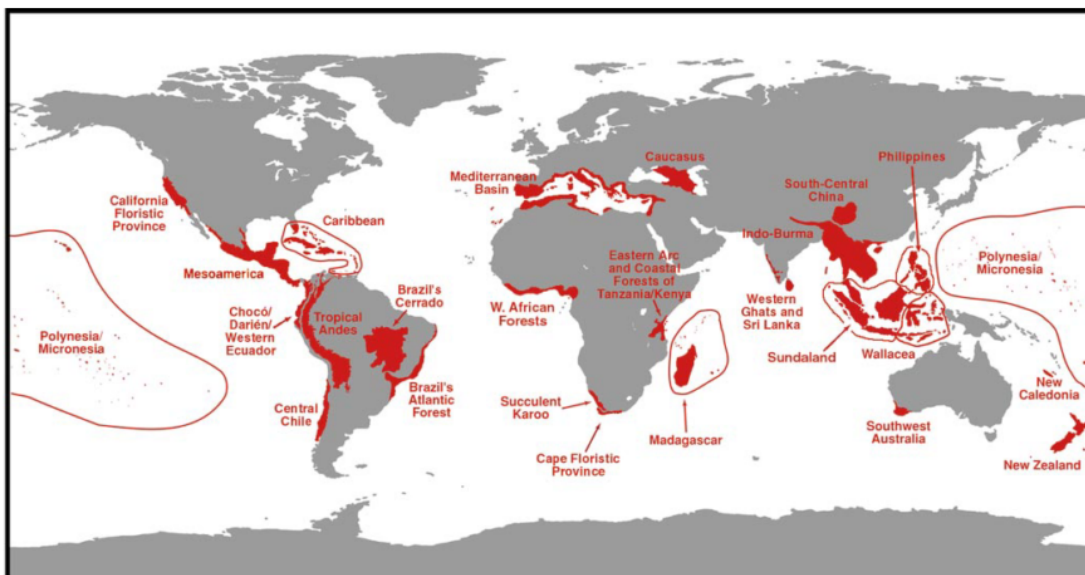 Caucasus
Philippines
Mediterranean
Basin
South-Central
China
California
Floristic
Province
Caribbean
Indo-Burma
Polynesia/
Micronesia
Mesoamerica
Eastern Arc
and Coastal
Forests of
Tanzania/Kenya
Brazil's
Cerrado
W. African
Forests
Western
Ghats and
Sri Lanka
Chocó/
Darién/
Western
Ecuador
Tropical
Andes
Polynesia/
Micronesia
Sundaland
Wallacea
Brazil's
Atlantic
Forest
Central
Chile
Succulent
Karoo
Madagascar
New
Caledonia
Cape Floristic
Province
Southwest
Australia
New Zealand